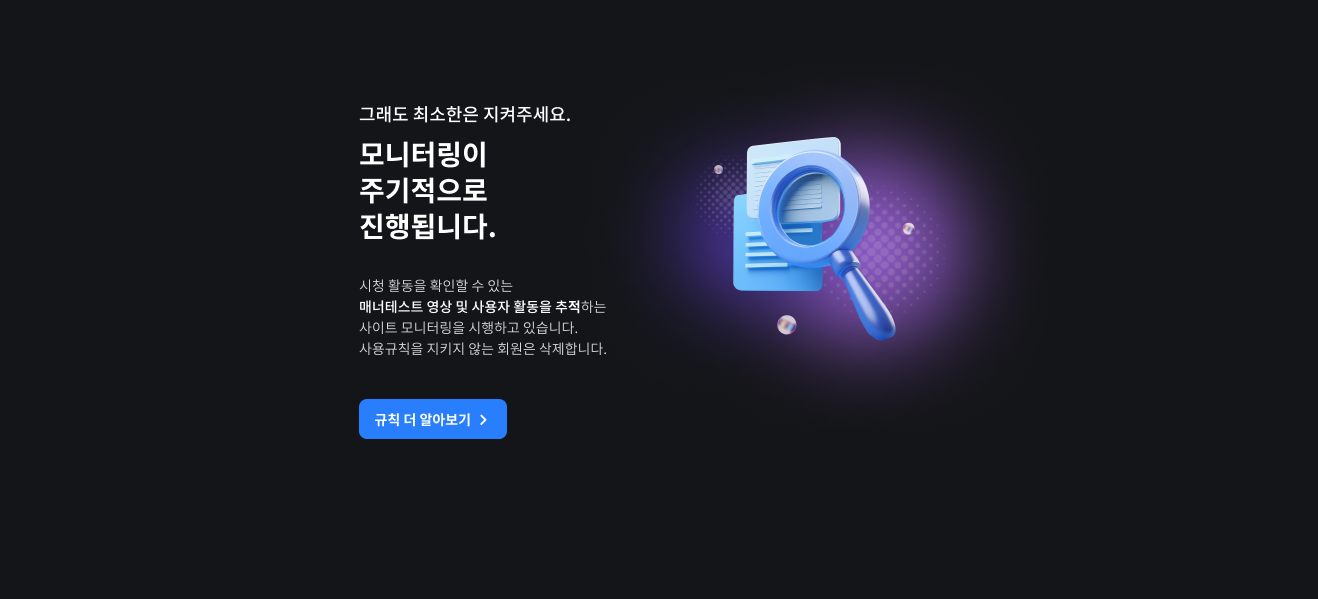 그래도 최소한은 지켜주세요.
모니터링이
주기적으로
진행됩니다.
시청 활동을 확인할 수 있는
매너테스트 영상 및 사용자 활동을 추적하는
사이트 모니터링을 시행하고 있습니다.
사용규칙을 지키지 않는 회원은 삭제합니다.
규칙 더 알아보기